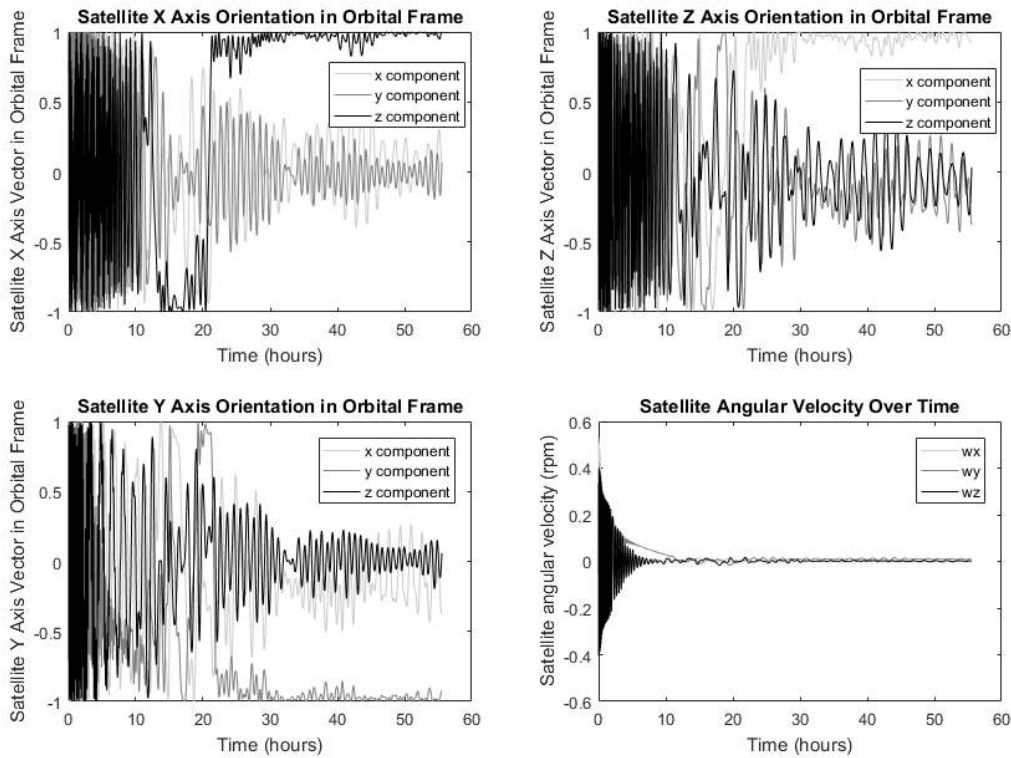 Satellite X Axis Orientation in Orbital Frame
Satellite X Axis Vector in Orbital Frame
1
0.5
0
-0.5
-1
x component
y component
z component
0 10 20 30 40 50 60
Time (hours)
Satellite Z Axis Orientation in Orbital Frame
Satellite Z Axis Vector in Orbital Frame
1
0.5
0
-0.5
-1
x component
y component
z component
0 10 20 30 40 50 60
Time (hours)
Satellite Y Axis Orientation in Orbital Frame
Satellite Y Axis Vector in Orbital Frame
1
0.5
0
-0.5
-1
x component
y component
z component
0 10 20 30 40 50 60
Time (hours)
Satellite Angular Velocity Over Time
Satellite angular velocity (rpm)
0.6
0.4
0.2
0
-0.2
-0.4
-0.6
wx
wy
wz
0 10 20 30 40 50 60
Time (hours)